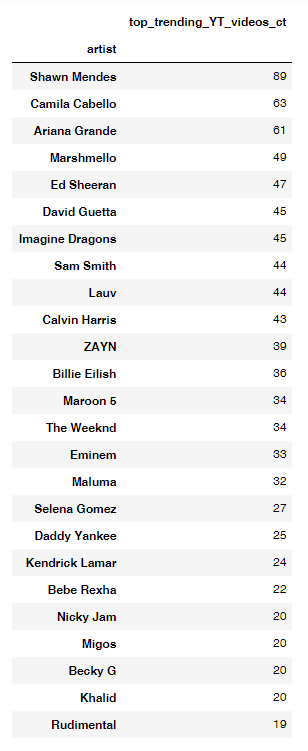 top_trending_YT_videos_ct
artist
Shawn Mendes 89
Camila Cabello 63
Ariana Grande 61
Marshmello 49
Ed Sheeran 47
David Guetta 45
Imagine Dragons 45
Sam Smith 44
Lauv 44
Calvin Harris 43
ZAYN 39
Billie Eilish 36
Maroon 5 34
The Weeknd 34
Eminem 33
Maluma 32
Selena Gomez 27
Daddy Yankee 25
Kendrick Lamar 24
Bebe Rexha 22
Nicky Jam 20
Migos 20
Becky G 20
Khalid 20
Rudimental 19